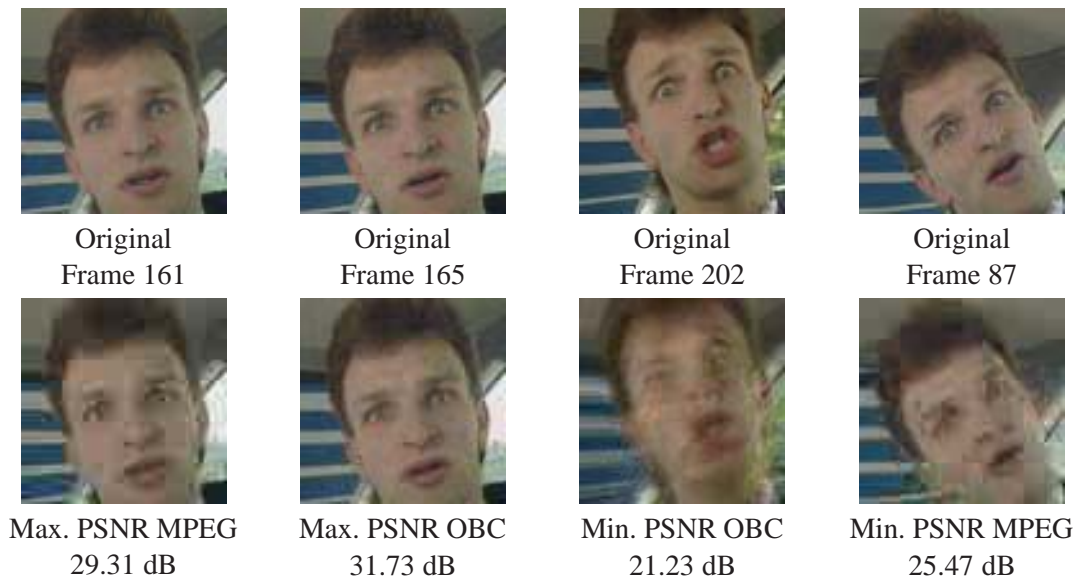 Original
Frame 161
Original
Frame 165
Original
Frame 202
Original
Frame 87
Max. PSNR MPEG
29.31 dB
Max. PSNR OBC
31.73 dB
Min. PSNR OBC
21.23 dB
Min. PSNR MPEG
25.47 dB